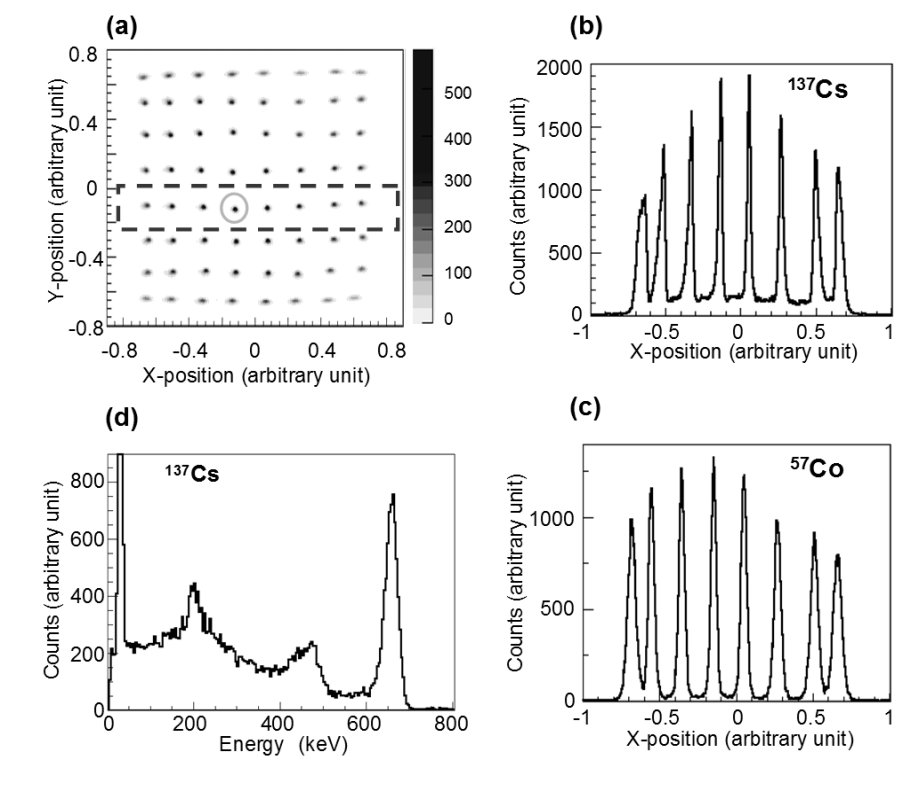 (a)
Y-position (arbitrary unit)
0.8
0.4
0
-0.4
-0.8
-0.8 -0.4 0 0.4 0.8
X-position (arbitrary unit)
500
400
300
200
100
0
(b)
137Cs
Counts (arbitrary unit)
2000
1500
1000
500
0
-1 -0.5 0 0.5 1
X-position (arbitrary unit)
(d)
137Cs
Counts (arbitrary unit)
800
600
400
200
0
0 200 400 600 800
Energy (keV)
(c)
57Co
Counts (arbitrary unit)
1000
500
0
-1 -0.5 0 0.5 1
X-position (arbitrary unit)